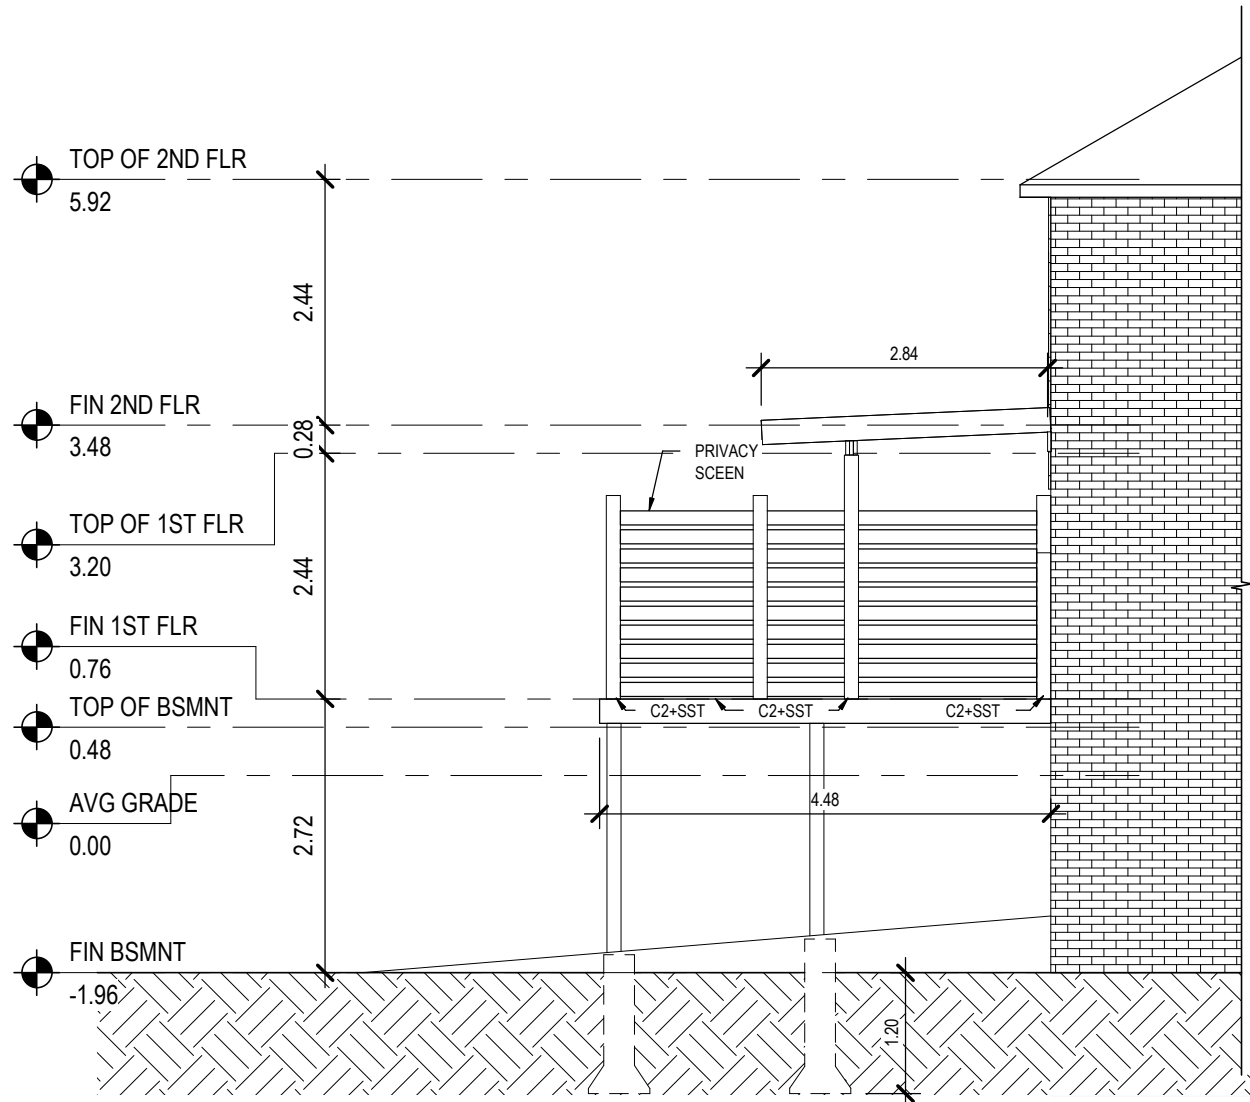 TOP OF 2ND FLR
5.92
2.44
2.84
FIN 2ND FLR
3.48
0.28
PRIVACY
SCEEN
TOP OF 1ST FLR
3.20
2.44
FIN 1ST FLR
0.76
TOP OF BSMNT
0.48
C2+SST
C2+SST
C2+SST
AVG GRADE
0.00
4.48
2.72
FIN BSMNT
-1.96
1.20